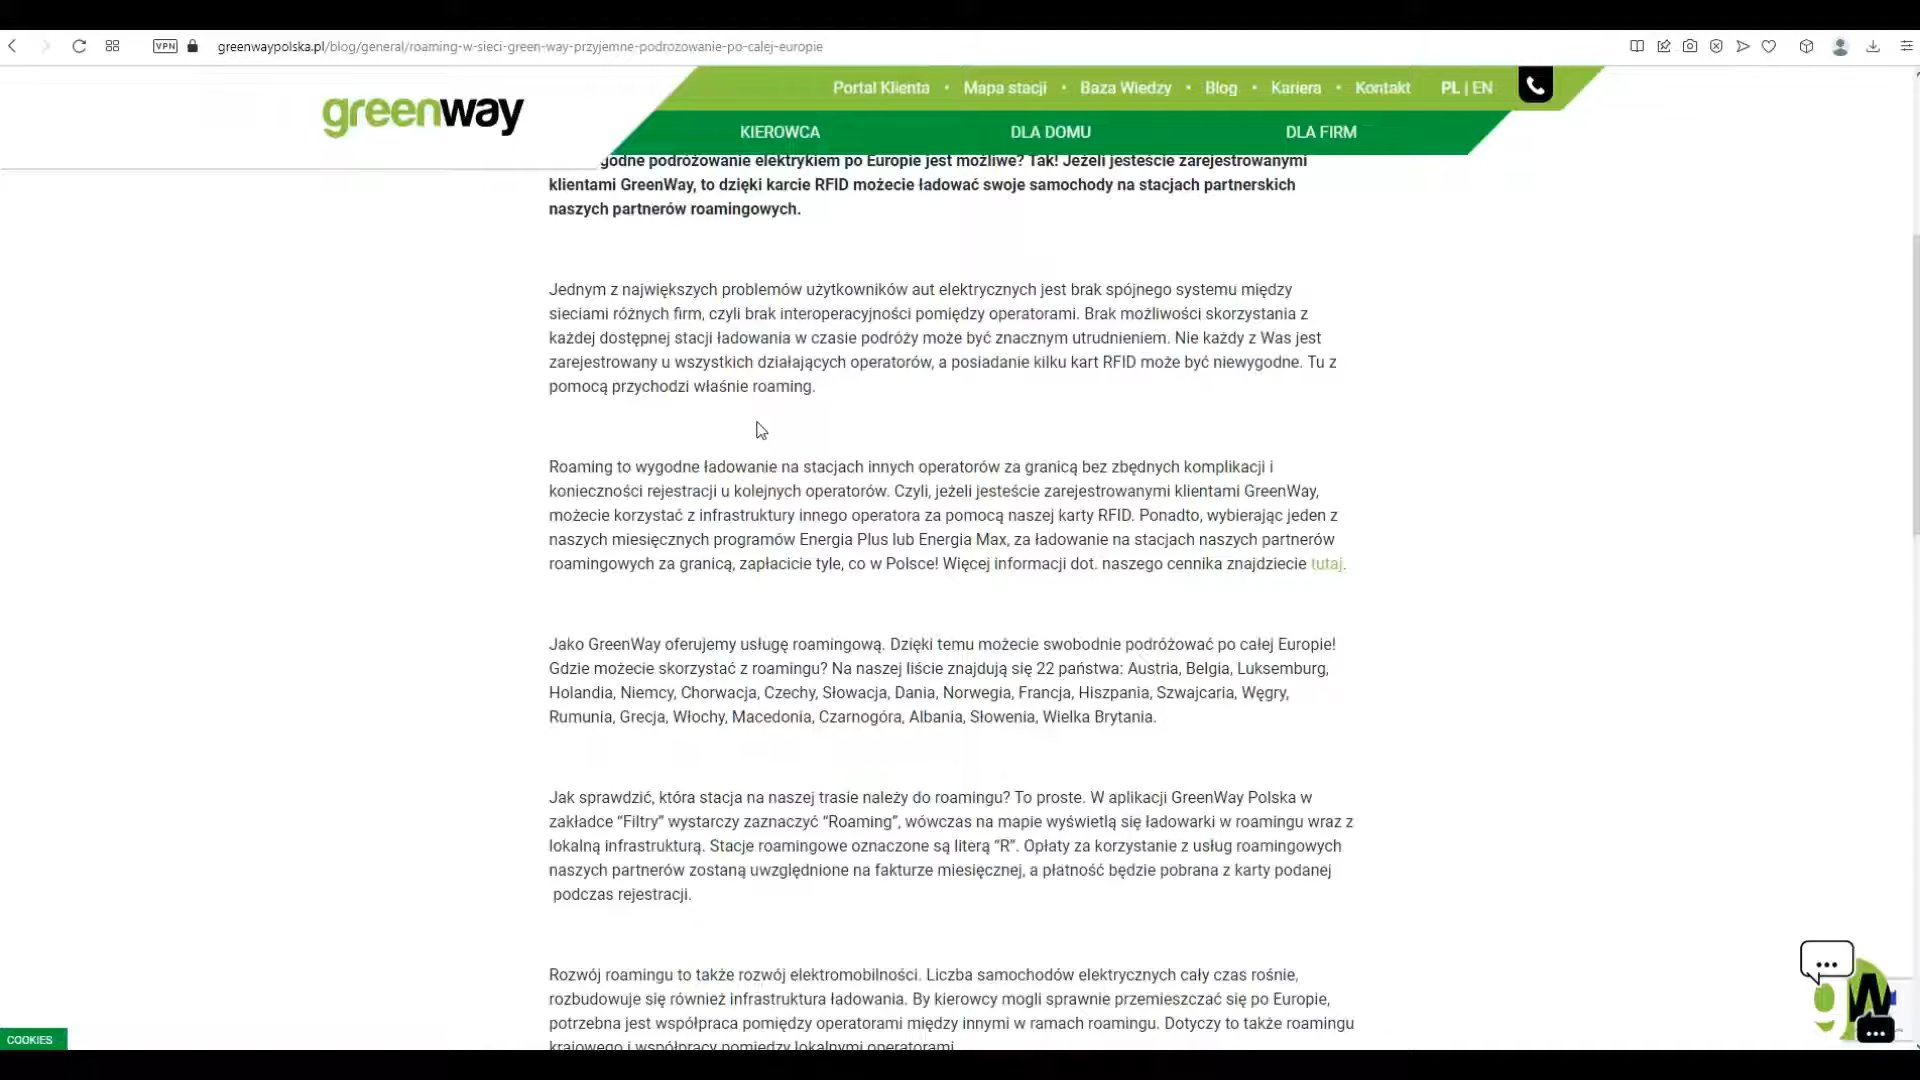 VPN
greenwaypolska.pl/blog/general/roaming-w-sieci-green-way-przyjemne-podrozowanie-po-calej-europie
greenway
Portal Klienta • Mapa stacji • Baza Wiedzy • Blog • Kariera • Kontakt PL | EN
KIEROWCA DLA DOMU DLA FIRM
godne podróżowanie elektrykiem po Europie jest możliwe? Tak! Jeżeli jesteście zarejestrowanymi
klientami GreenWay, to dzięki karcie RFID możecie ładować swoje samochody na stacjach partnerskich
naszych partnerów roamingowych.
Jednym z największych problemów użytkowników aut elektrycznych jest brak spójnego systemu między
sieciami różnych firm, czyli brak interoperacyjności pomiędzy operatorami. Brak możliwości skorzystania z
każdej dostępnej stacji ładowania w czasie podróży może być znacznym utrudnieniem. Nie każdy z Was jest
zarejestrowany u wszystkich działających operatorów, a posiadanie kilku kart RFID może być niewygodne. Tu z
pomocą przychodzi właśnie roaming.
Roaming to wygodne ładowanie na stacjach innych operatorów za granicą bez zbędnych komplikacji i
konieczności rejestracji u kolejnych operatorów. Czyli, jeżeli jesteście zarejestrowanymi klientami GreenWay,
możecie korzystać z infrastruktury innego operatora za pomocą naszej karty RFID. Ponadto, wybierając jeden z
naszych miesięcznych programów Energia Plus lub Energia Max, za ładowanie na stacjach naszych partnerów
roamingowych za granicą, zapłacicie tyle, co w Polsce! Więcej informacji dot. naszego cennika znajdziecie tutaj.
Jako GreenWay oferujemy usługę roamingową. Dzięki temu możecie swobodnie podróżować po całej Europie!
Gdzie możecie skorzystać z roamingu? Na naszej liście znajdują się 22 państwa: Austria, Belgia, Luksemburg,
Holandia, Niemcy, Chorwacja, Czechy, Słowacja, Dania, Norwegia, Francja, Hiszpania, Szwajcaria, Węgry,
Rumunia, Grecja, Włochy, Macedonia, Czarnogóra, Albania, Słowenia, Wielka Brytania.
Jak sprawdzić, która stacja na naszej trasie należy do roamingu? To proste. W aplikacji GreenWay Polska w
zakładce “Filtry” wystarczy zaznaczyć “Roaming”, wówczas na mapie wyświetlą się ładowarki w roamingu wraz z
lokalną infrastrukturą. Stacje roamingowe oznaczone są literą “R”. Opłaty za korzystanie z usług roamingowych
naszych partnerów zostaną uwzględnione na fakturze miesięcznej, a płatność będzie pobrana z karty podanej
podczas rejestracji.
Rozwój roamingu to także rozwój elektromobilności. Liczba samochodów elektrycznych cały czas rośnie,
rozbudowuje się również infrastruktura ładowania. By kierowcy mogli sprawnie przemieszczać się po Europie,
potrzebna jest współpraca pomiędzy operatorami między innymi w ramach roamingu. Dotyczy to także roamingu
krajowego i współpracy pomiędzy lokalnymi operatorami.
gW
COOKIES